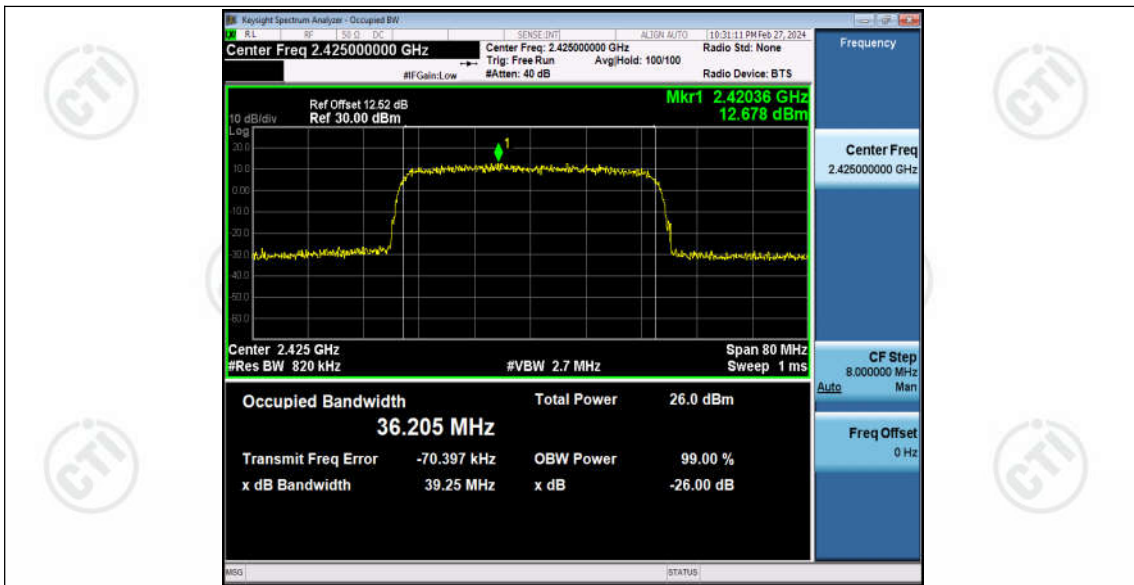 Keysight Spectrum Analyzer - Occupied BW
RL RF 50 Ω DC SENSE:INT ALIGN AUTO 10:31:11 PM Feb 27, 2024
Center Freq 2.425000000 GHz Center Freq: 2.425000000 GHz Radio Std: None
Trig: Free Run Avg|Hold: 100/100
#IFGain:Low #Atten: 40 dB Radio Device: BTS
Frequency
Mkr1 2.42036 GHz
12.678 dBm
Ref Offset 12.52 dB
10 dB/div Ref 30.00 dBm
Log
20.0
10.0
0.00
-10.0
-20.0
-30.0
-40.0
-50.0
-60.0
1
Center 2.425 GHz Span 80 MHz
#Res BW 820 kHz #VBW 2.7 MHz Sweep 1 ms
Occupied Bandwidth Total Power 26.0 dBm
36.205 MHz
Transmit Freq Error -70.397 kHz OBW Power 99.00 %
x dB Bandwidth 39.25 MHz x dB -26.00 dB
Center Freq
2.425000000 GHz
CF Step
8.000000 MHz
Auto Man
Freq Offset
0 Hz
MSG STATUS
CTI
CTI
CTI
CTI